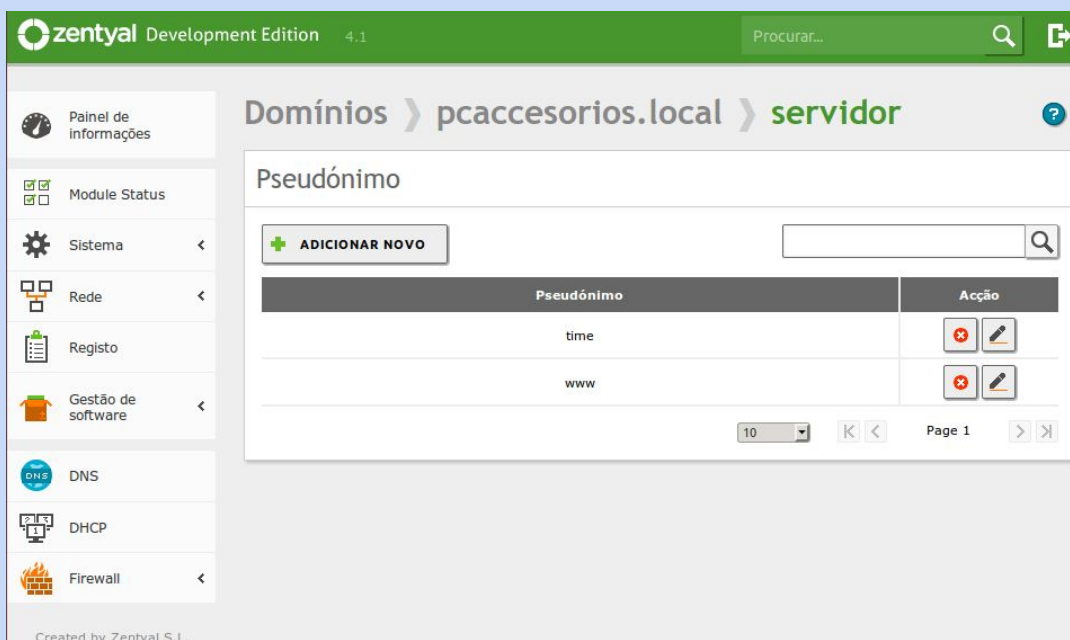 zentyal Development Edition 4.1
Procurar...
Painel de
informações
Module Status
Sistema
Rede
Registo
Gestão de
software
DNS
DNS
DHCP
Firewall
Created by Zentyal S.L.
Domínios pcaccesorios.local servidor
?
Pseudónimo
ADICIONAR NOVO
Pseudónimo Acção
time
www
10 Page 1